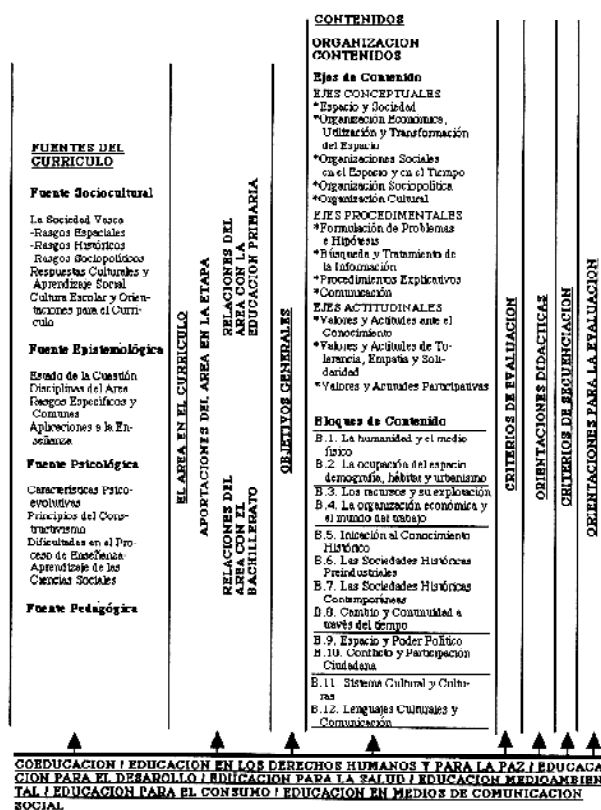 FUENTES DEL
CURRICULO
Fuente Sociocultural
La Sociedad Vasca
-Rasgos Espaciales
-Rasgos Históricos
Rasgos Sociopolíticos
Respuestas Culturales y
Aprendizaje Social
Cultura Escolar y Orien-
taciones para el Currí-
culo
Fuente Epistemológica
Estado de la Cuestión
Disciplinas del Area
Rasgos Específicos y
Comunes
Aplicaciones a la En-
señanza
Fuente Psicológica
Características Psico-
evolutivas
Principios del Cons-
tructivismo
Dificultades en el Pro-
ceso de Enseñanza-
Aprendizaje de las
Ciencias Sociales
Fuente Pedagógica
EL AREA EN EL CURRICULO
APORTACIONES DEL AREA EN LA ETAPA
RELACIONES DEL
AREA CON LA
EDUCACION PRIMARIA
RELACIONES DEL
AREA CON EL
BACHILLERATO
OBJETIVOS GENERALES
CONTENIDOS
ORGANIZACION
CONTENIDOS
Ejes de Contenido
EJES CONCEPTUALES
*Espacio y Sociedad
*Organización Económica,
Utilización y Transformación
del Espacio
*Organizaciones Sociales
en el Espacio y en el Tiempo
*Organización Sociopolítica
*Organización Cultural
EJES PROCEDIMENTALES
*Formulación de Problemas
e Hipótesis
*Búsqueda y Tratamiento de
la Información
*Procedimientos Explicativos
*Comunicación
EJES ACTITUDINALES
*Valores y Actitudes ante el
Conocimiento
*Valores y Actitudes de To-
lerancia, Empatía y Soli-
daridad
*Valores y Actitudes Participativas
Bloques de Contenido
B.1. La humanidad y el medio
físico
B.2. La ocupación del espacio
demografía, hábitat y urbanismo
B.3. Los recursos y su explotación
B.4. La organización económica y
el mundo del trabajo
B.5. Iniciación al Conocimiento
Histórico
B.6. Las Sociedades Históricas
Preindustriales
B.7. Las Sociedades Históricas
Contemporáneas
B.8. Cambio y Continuidad a
través del tiempo
B.9. Espacio y Poder Político
B.10. Conflicto y Participación
Ciudadana
B.11. Sistema Cultural y Cultu-
ras
B.12. Lenguajes Culturales y
Comunicación
CRITERIOS DE EVALUACION
ORIENTACIONES DIDACTICAS
CRITERIOS DE SECUENCIACION
ORIENTACIONES PARA LA EVALUACION
COEDUCACION / EDUCACION EN LOS DERECHOS HUMANOS Y PARA LA PAZ / EDUCACA
CION PARA EL DESAROLLO / EDUCACION PARA LA SALUD / EDUCACION MEDIOAMBIEN
TAL / EDUCACION PARA EL CONSUMO / EDUCACION EN MEDIOS DE COMUNICACION
SOCIAL